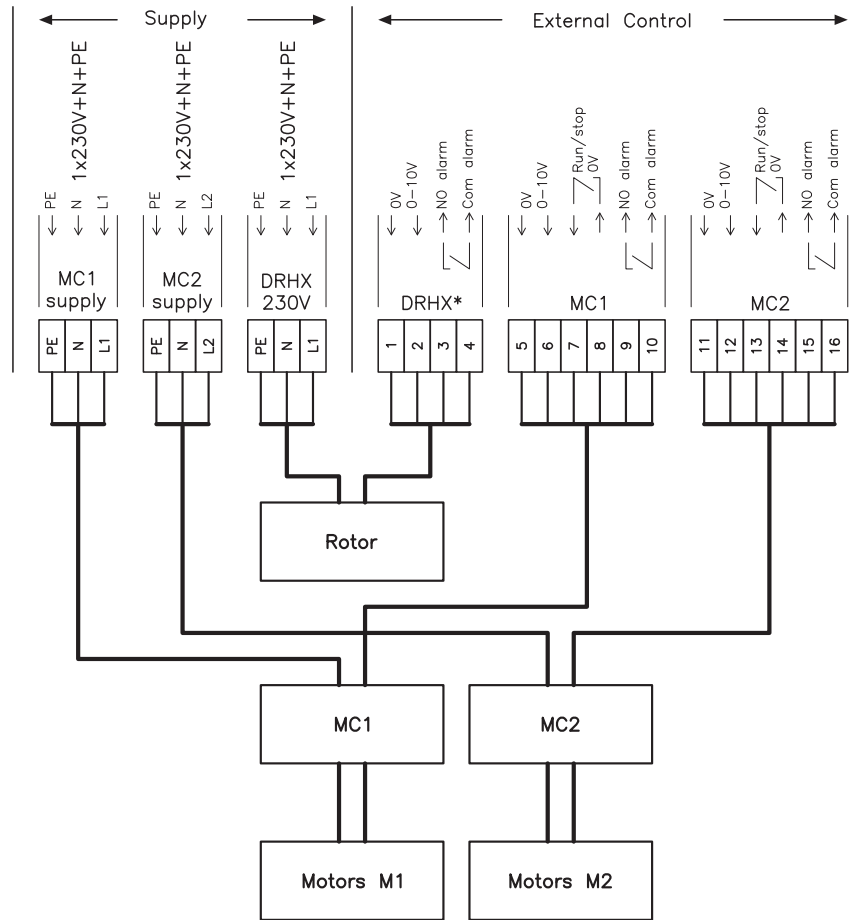 Supply
External Control
1x230V+N+PE
1x230V+N+PE
1x230V+N+PE
PE
N
L1
PE
N
L2
PE
N
L1
0V
0-10V
NO alarm
Com alarm
0V
0-10V
Run/stop
0V
NO alarm
Com alarm
0V
0-10V
Run/stop
0V
NO alarm
Com alarm
MC1
supply
MC2
supply
DRHX
230V
DRHX*
MC1
MC2
PE
N
L1
PE
N
L2
PE
N
L1
1
2
3
4
5
6
7
8
9
10
11
12
13
14
15
16
Rotor
MC1
MC2
Motors M1
Motors M2